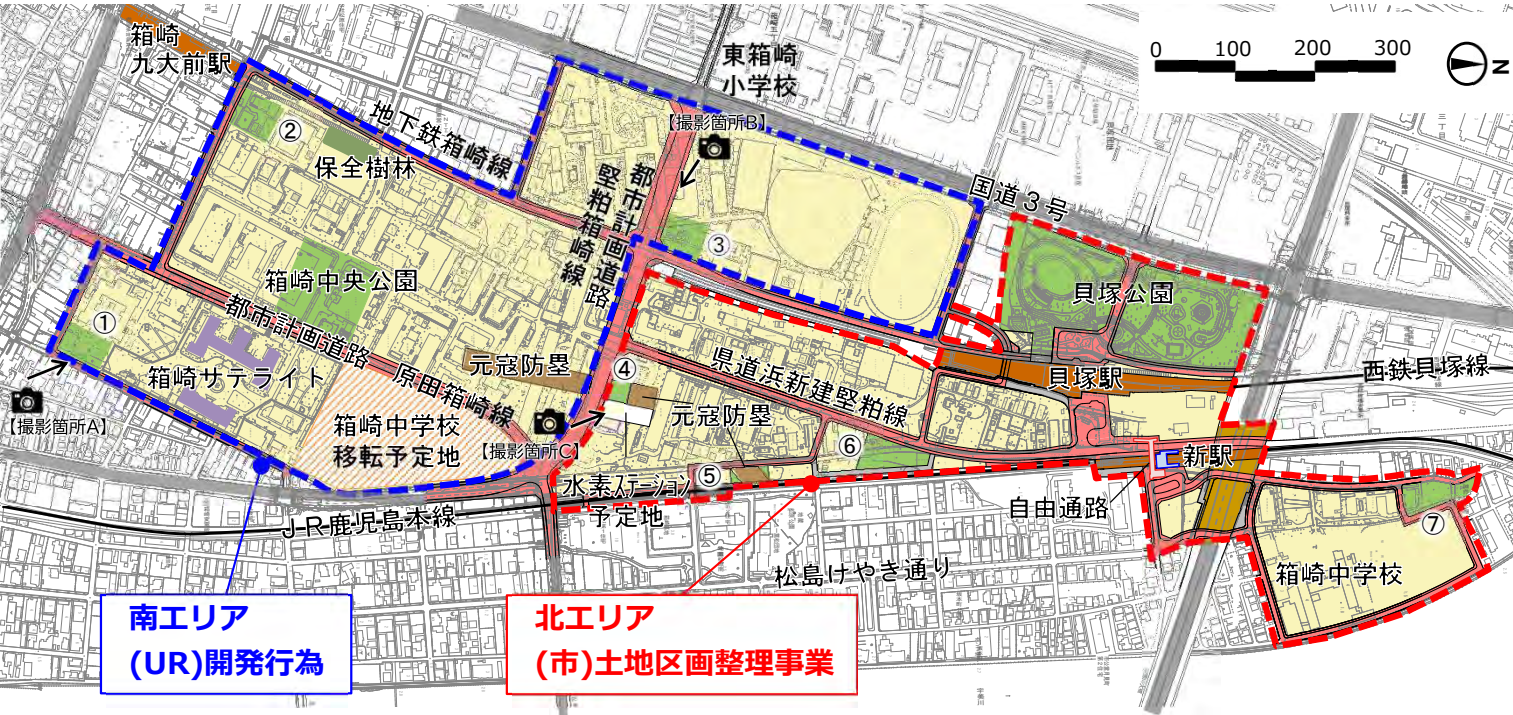 箱崎
九大前駅
東箱崎
小学校
0 100 200 300
N
②
地下鉄箱崎線
保全樹林
【撮影箇所B】
都市計画道路
堅粕箱崎線
国道3号
③
箱崎中央公園
貝塚公園
①
都市計画道路 原田箱崎線
箱崎サテライト
元寇防塁
④
県道浜新建堅粕線
貝塚駅
西鉄貝塚線
【撮影箇所A】
箱崎中学校
移転予定地
【撮影箇所C】
元寇防塁
⑥
⑤
新駅
水素ステーション
予定地
自由通路
JR鹿児島本線
⑦
箱崎中学校
松島けやき通り
南エリア
(UR)開発行為
北エリア
(市)土地区画整理事業